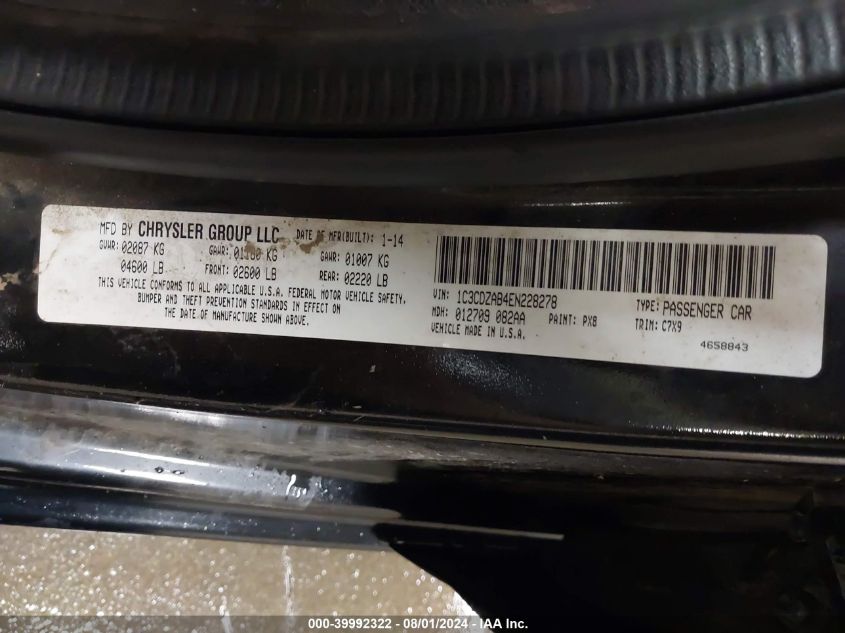 MFD BY CHRYSLER GROUP LLC DATE OF MFR(BUILT): 1-14
GVWR: 02087 KG GAWR: 01180 KG GAWR: 01007 KG
04600 LB FRONT: 02600 LB REAR: 02220 LB
THIS VEHICLE CONFORMS TO ALL APPLICABLE U.S.A. FEDERAL MOTOR VEHICLE SAFETY,
BUMPER AND THEFT PREVENTION STANDARDS IN EFFECT ON
THE DATE OF MANUFACTURE SHOWN ABOVE.
VIN: 1C3CDZAB4EN228278 TYPE: PASSENGER CAR
MDH: 012709 082AA PAINT: PX8 TRIM: C7X9
VEHICLE MADE IN U.S.A.
4658843
000-39992322 - 08/01/2024 - IAA Inc.